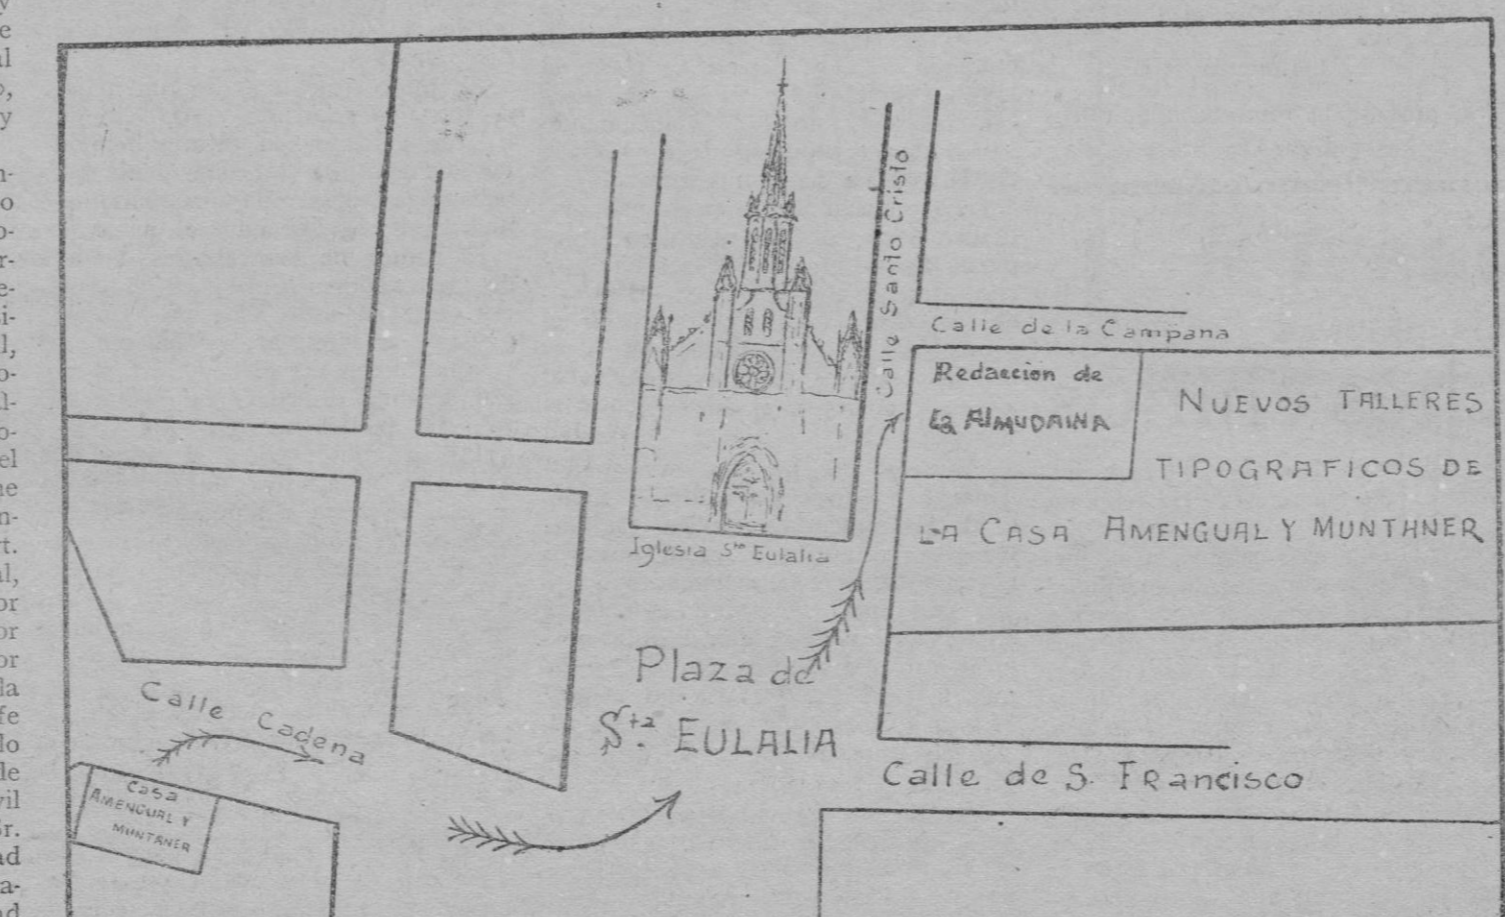 Calle Santo Cristo
Calle de la Campana
Redaccion de
La Almudaina
NUEVOS TALLERES
TIPOGRAFICOS DE
LA CASA AMENGUAL Y MUNTHNER
Iglesia Sta Eulalia
Plaza de
Sta. EULALIA
Calle Cadena
Casa
AMENGUAL Y
MUNTANER
Calle de S. FRancisco